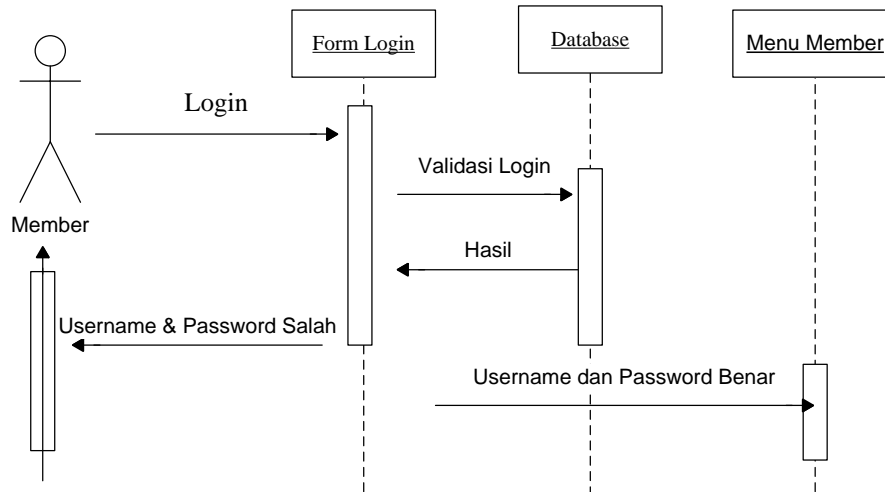 Form Login
Database
Menu Member
Login
Validasi Login
Member
Hasil
Username & Password Salah
Username dan Password Benar